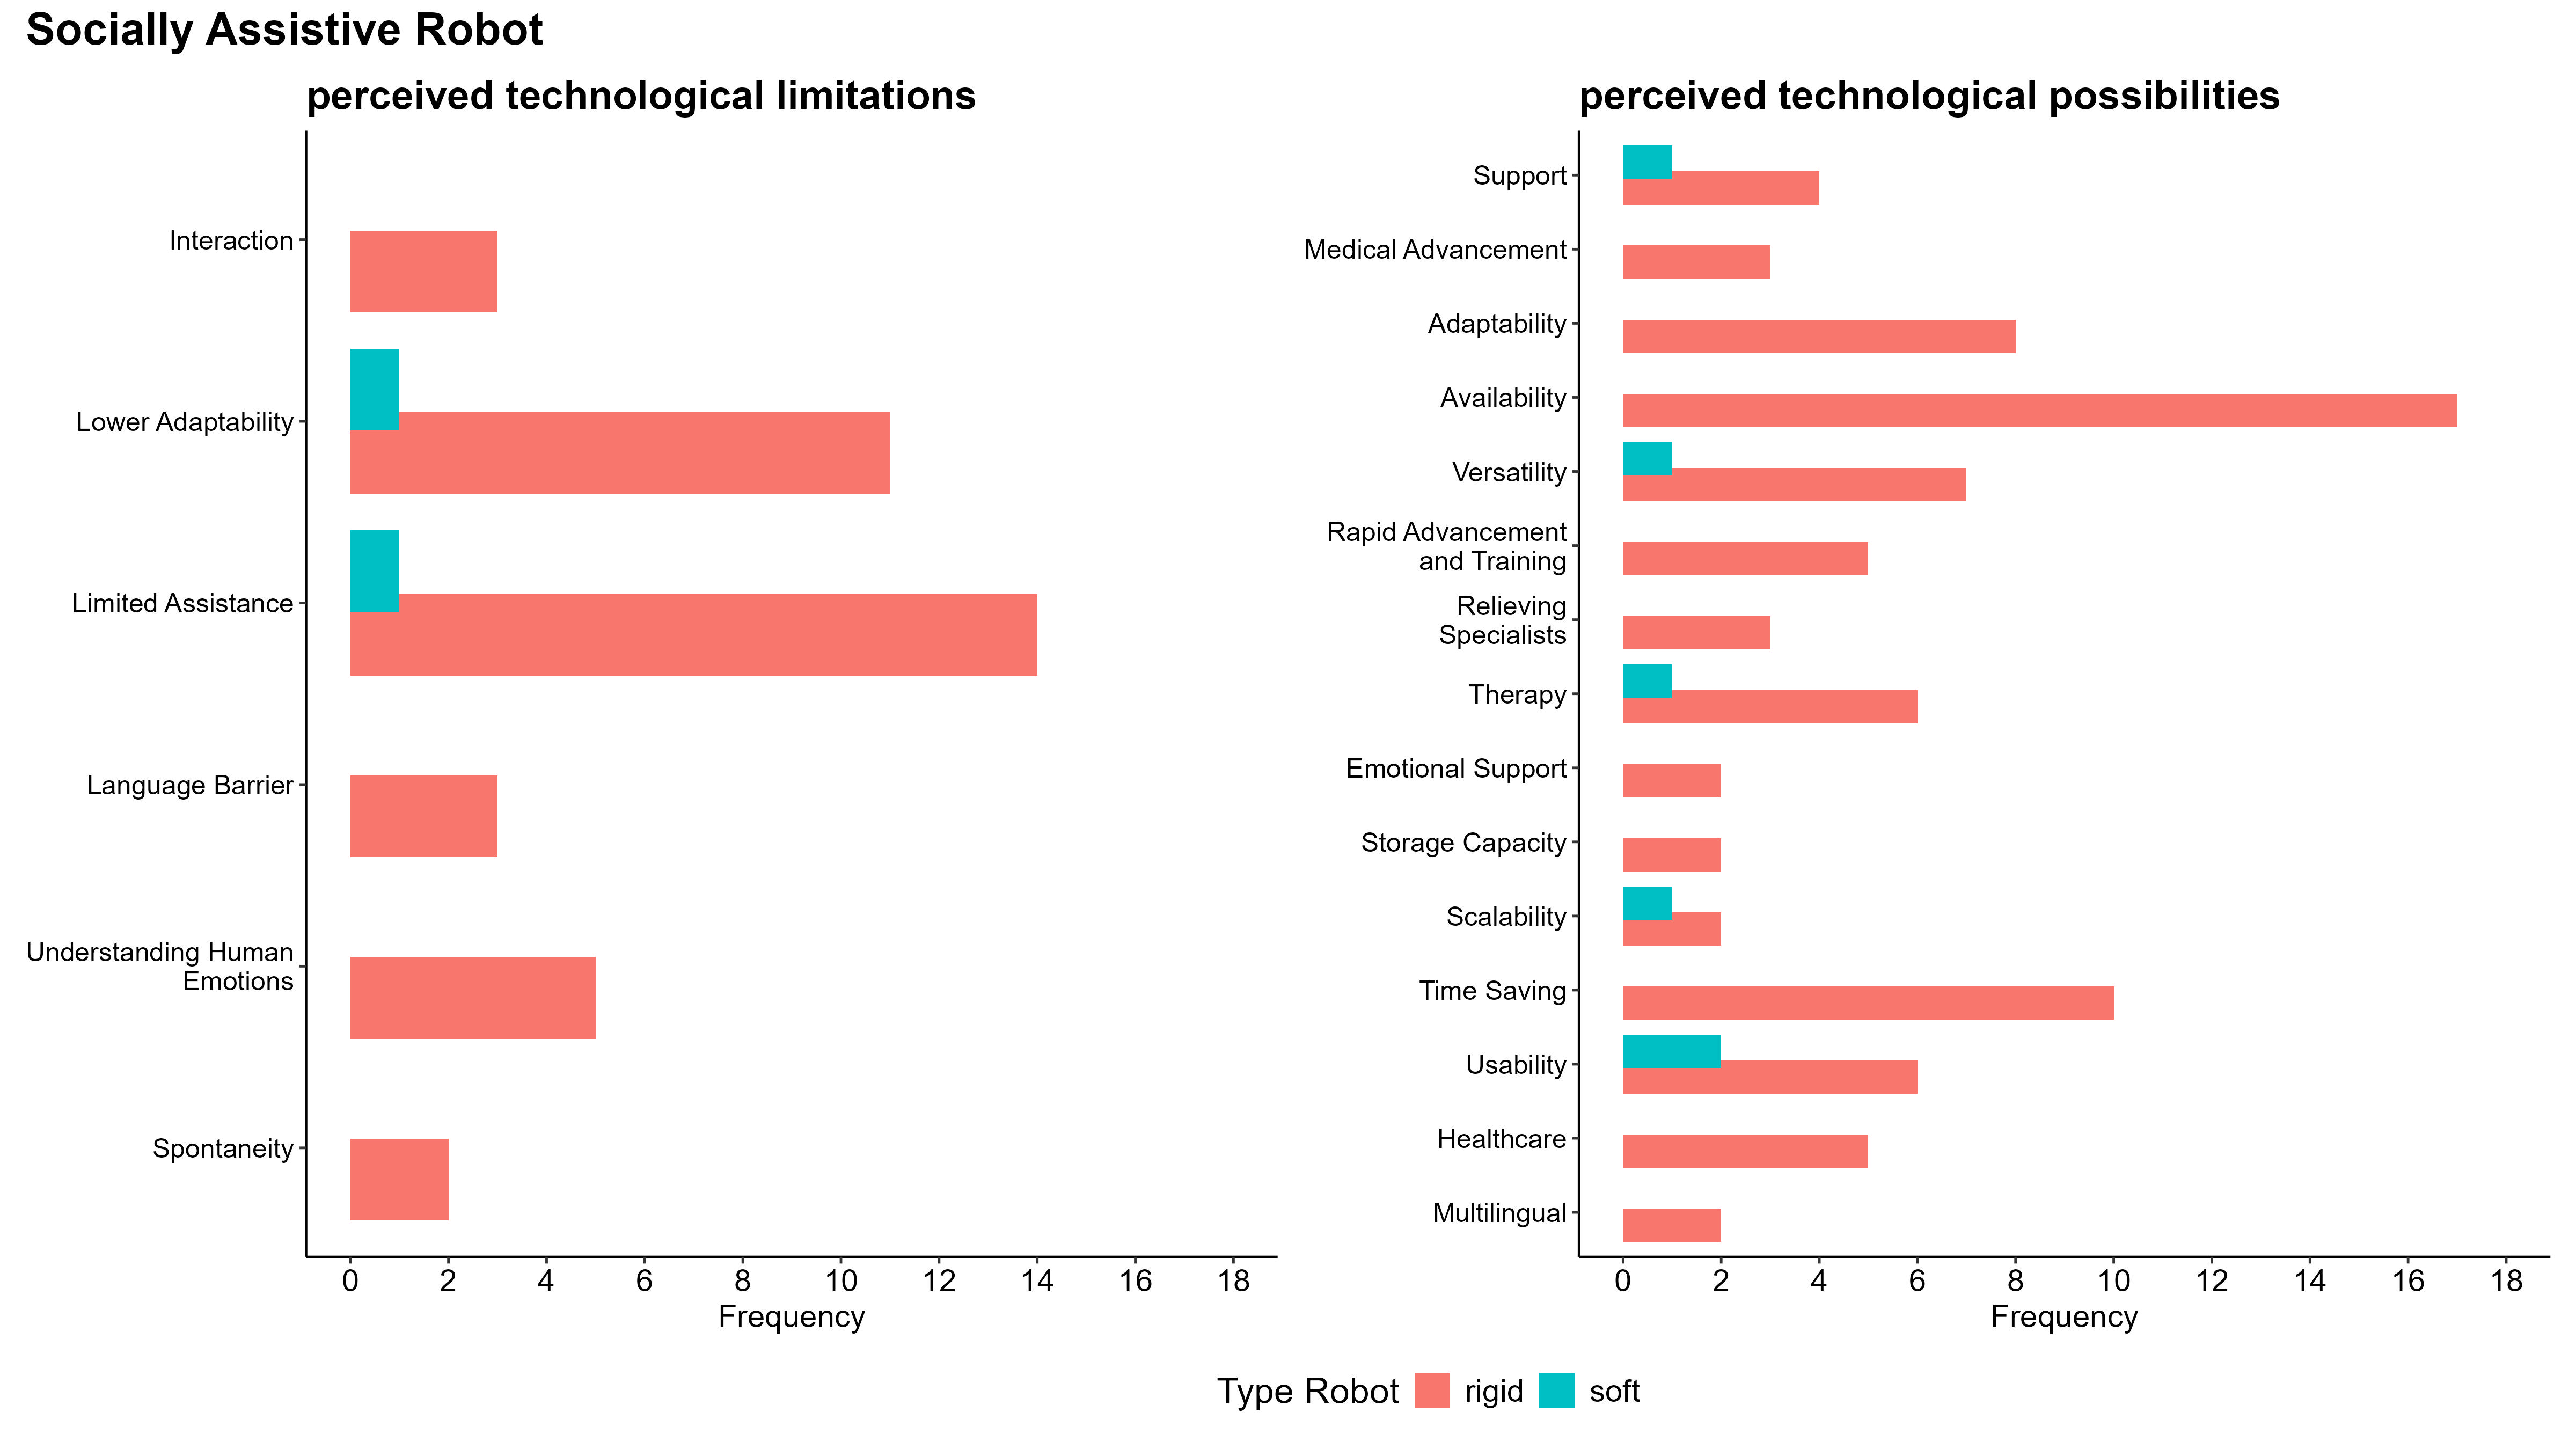 Socially Assistive Robot
perceived technological limitations
Interaction
Lower Adaptability
Limited Assistance
Language Barrier
Understanding Human
Emotions
Spontaneity
0 2 4 6 8 10 12 14 16 18
Frequency
perceived technological possibilities
Support
Medical Advancement
Adaptability
Availability
Versatility
Rapid Advancement
and Training
Relieving
Specialists
Therapy
Emotional Support
Storage Capacity
Scalability
Time Saving
Usability
Healthcare
Multilingual
0 2 4 6 8 10 12 14 16 18
Frequency
Type Robot rigid soft